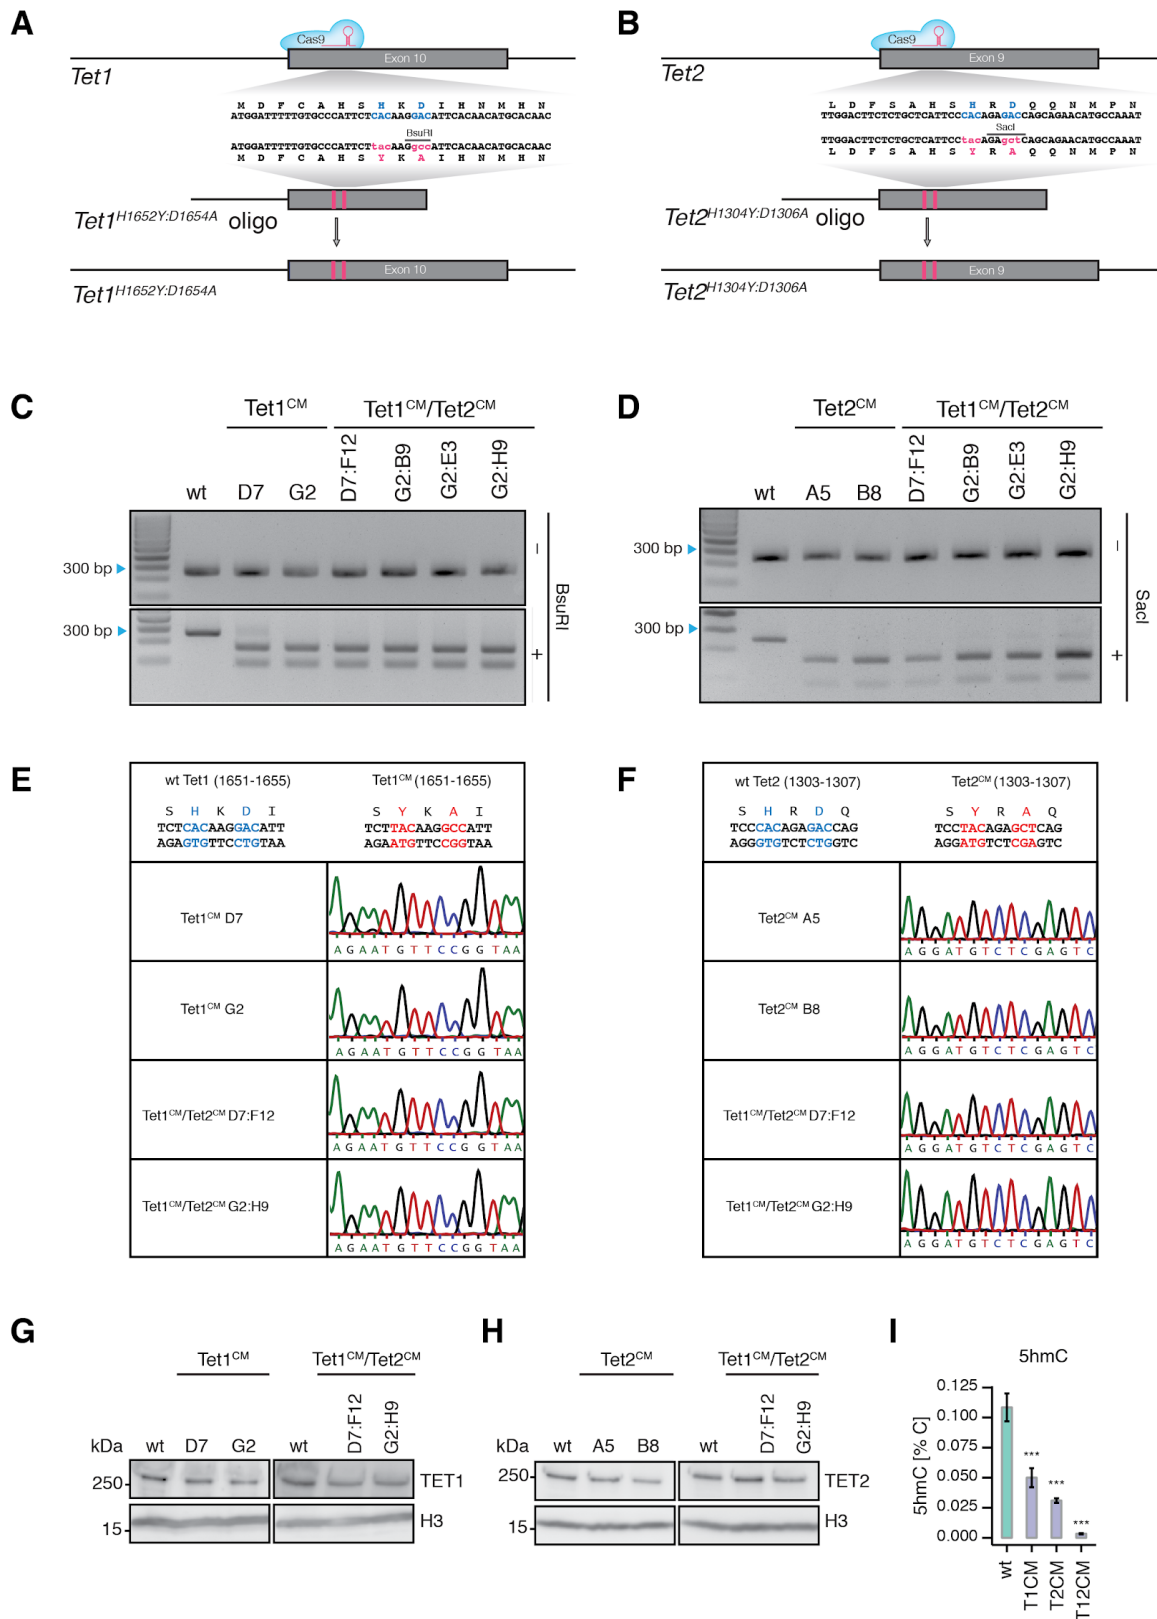 A
Cas9
Exon 10
Tet1
M D F C A H S H K D I H N M H N
ATGGATTTTTGTGCCCATTCTCACAAGGACATTCACAACATGCACAAC
BsuRI
ATGGATTTTTGTGCCCATTCTtacAAGgccATTCACAACATGCACAAC
M D F C A H S Y K A I H N M H N
Tet1H1652Y:D1654A oligo
Exon 10
Tet1H1652Y:D1654A
B
Cas9
Exon 9
Tet2
L D F S A H S H R D Q Q N M P N
TTGGACTTCTCTGCTCATTCCCACAGAGACCAGCAGAACATGCCAAAT
SacI
TTGGACTTCTCTGCTCATTCCtacAGAgctCAGCAGAACATGCCAAAT
L D F S A H S Y R A Q Q N M P N
Tet2H1304Y:D1306A oligo
Exon 9
Tet2H1304Y:D1306A
C
Tet1CM
Tet1CM/Tet2CM
wt D7 G2 D7:F12 G2:B9 G2:E3 G2:H9
300 bp
–
300 bp
+
BsuRI
D
Tet2CM
Tet1CM/Tet2CM
wt A5 B8 D7:F12 G2:B9 G2:E3 G2:H9
300 bp
–
300 bp
+
SacI
E
wt Tet1 (1651-1655)
S H K D I
TCTCACAAGGACATT
AGAGTGTTCCTGTAA
Tet1CM (1651-1655)
S Y K A I
TCTTACAAGGCCATT
AGAATGTTCCGGTAA
Tet1CM D7
AGAATGTTCCGGTAA
Tet1CM G2
AGAATGTTCCGGTAA
Tet1CM/Tet2CM D7:F12
AGAATGTTCCGGTAA
Tet1CM/Tet2CM G2:H9
AGAATGTTCCGGTAA
F
wt Tet2 (1303-1307)
S H R D Q
TCCCACAGAGACCAG
AGGGTGTCTCTGGTC
Tet2CM (1303-1307)
S Y R A Q
TCCTACAGAGCTCAG
AGGATGTCTCGAGTC
Tet2CM A5
AGGATGTCTCGAGTC
Tet2CM B8
AGGATGTCTCGAGTC
Tet1CM/Tet2CM D7:F12
AGGATGTCTCGAGTC
Tet1CM/Tet2CM G2:H9
AGGATGTCTCGAGTC
G
Tet1CM
Tet1CM/Tet2CM
kDa wt D7 G2 wt D7:F12 G2:H9
250
TET1
15
H3
H
Tet2CM
Tet1CM/Tet2CM
kDa wt A5 B8 wt D7:F12 G2:H9
250
TET2
15
H3
I
5hmC
5hmC [% C]
0.125
0.100
0.075
0.050
0.025
0.000
***
***
***
wt T1CM T2CM T12CM